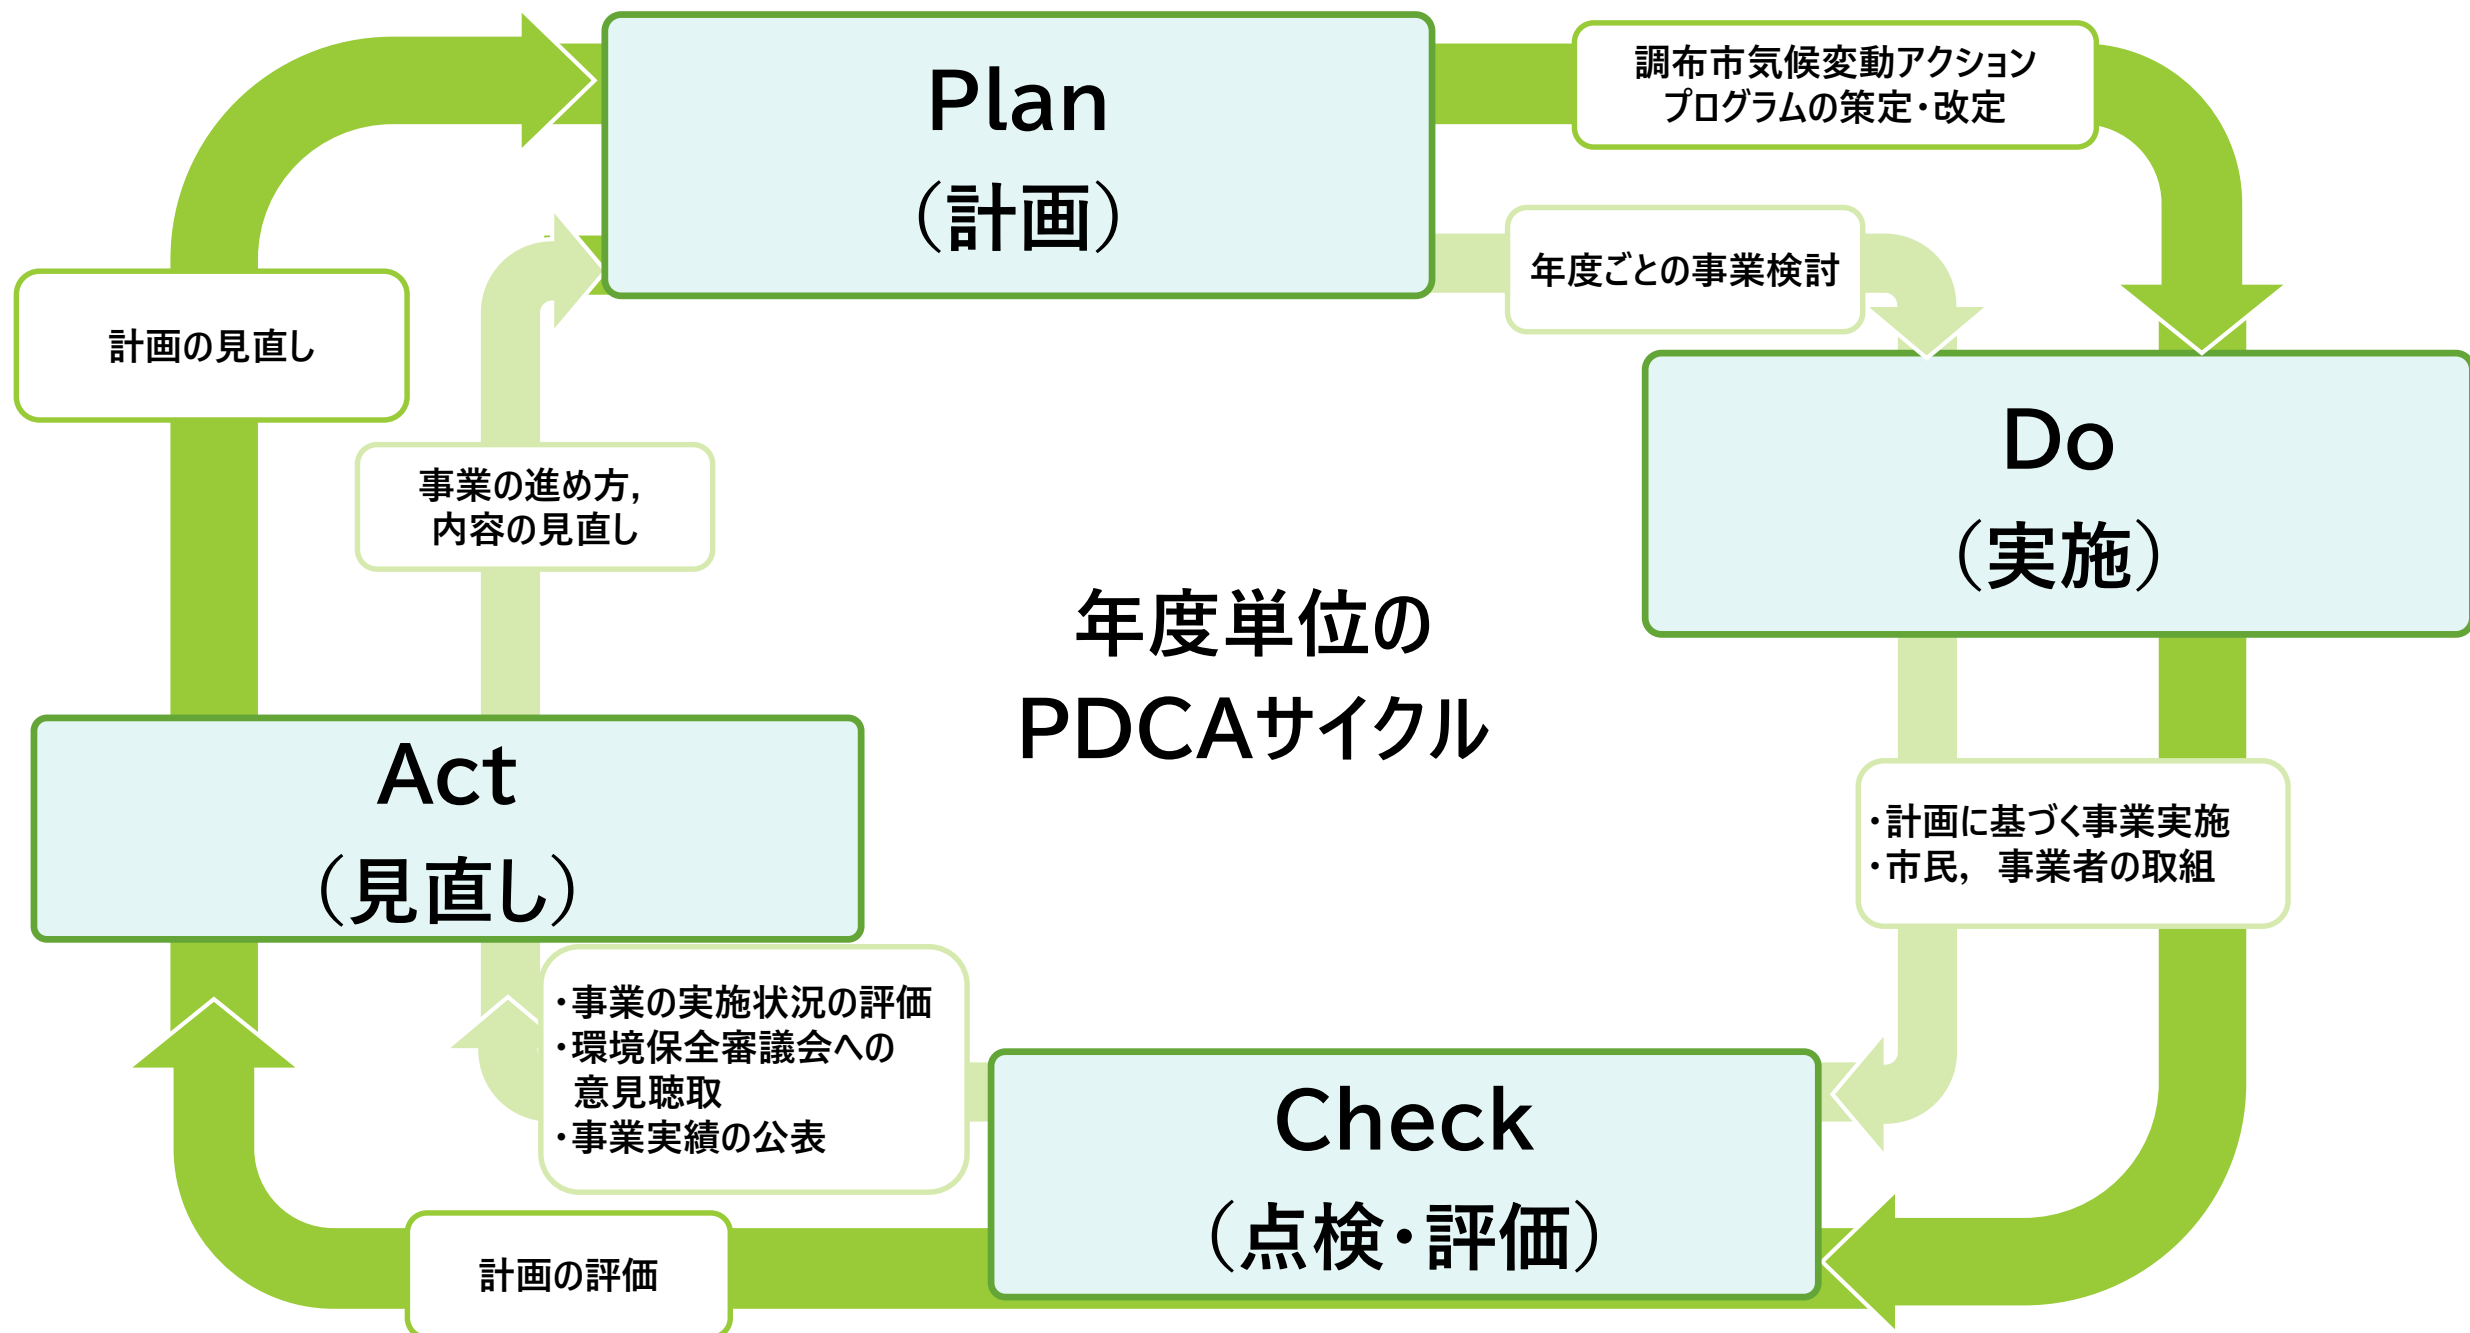 Plan
（計画）
調布市気候変動アクション
プログラムの策定・改定
年度ごとの事業検討
Do
（実施）
・計画に基づく事業実施
・市民，事業者の取組
Check
（点検・評価）
・事業の実施状況の評価
・環境保全審議会への
意見聴取
・事業実績の公表
計画の評価
Act
（見直し）
事業の進め方，
内容の見直し
計画の見直し
年度単位の
PDCAサイクル